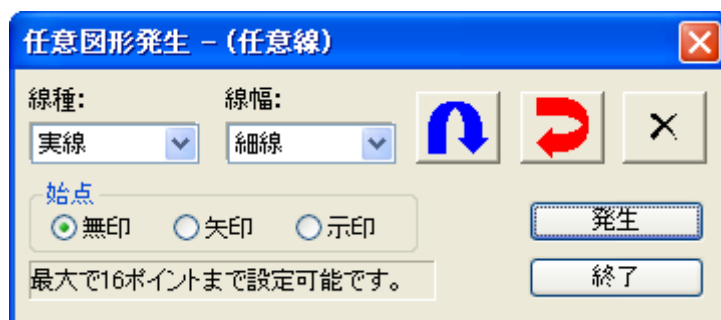 任意図形発生 － (任意線)
線種: 線幅:
実線 細線
始点
無印 矢印 示印
発生
最大で16ポイントまで設定可能です。
終了